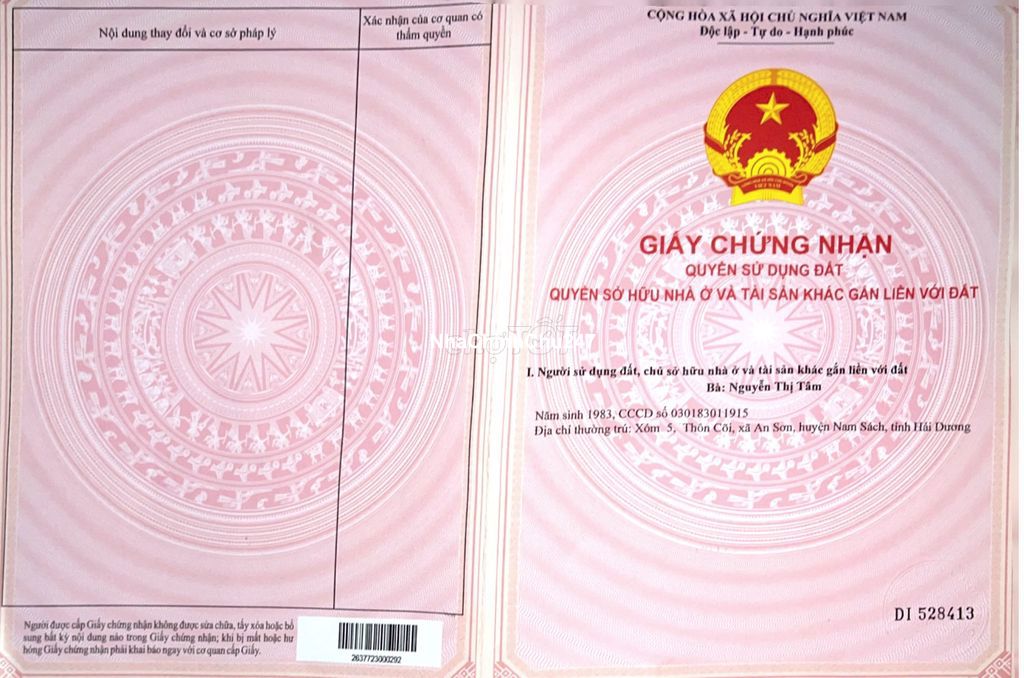 Nội dung thay đổi và cơ sở pháp lý
Xác nhận của cơ quan có
thẩm quyền
Người được cấp Giấy chứng nhận không được sửa chữa, tẩy xóa hoặc bổ
sung bất kỳ nội dung nào trong Giấy chứng nhận; khi bị mất hoặc hư
hỏng Giấy chứng nhận phải khai báo ngay với cơ quan cấp Giấy.
2637723000292
CỘNG HÒA XÃ HỘI CHỦ NGHĨA VIỆT NAM
Độc lập - Tự do - Hạnh phúc
VIỆT NAM
GIẤY CHỨNG NHẬN
QUYỀN SỬ DỤNG ĐẤT
QUYỀN SỞ HỮU NHÀ Ở VÀ TÀI SẢN KHÁC GẮN LIỀN VỚI ĐẤT
I. Người sử dụng đất, chủ sở hữu nhà ở và tài sản khác gắn liền với đất
Bà: Nguyễn Thị Tâm
Năm sinh 1983, CCCD số 030183011915
Địa chỉ thường trú: Xóm 5, Thôn Cõi, xã An Sơn, huyện Nam Sách, tỉnh Hải Dương
DI 528413